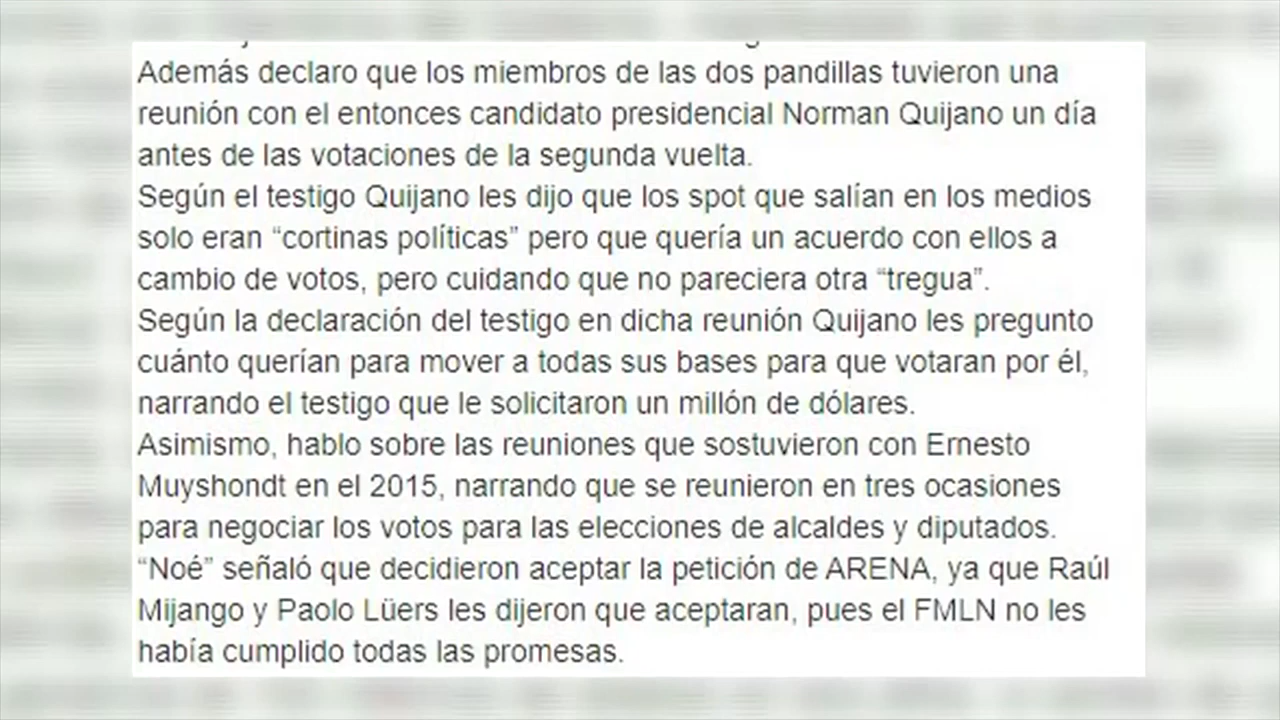 Además declaro que los miembros de las dos pandillas tuvieron una
reunión con el entonces candidato presidencial Norman Quijano un día
antes de las votaciones de la segunda vuelta.
Según el testigo Quijano les dijo que los spot que salían en los medios
solo eran “cortinas políticas” pero que quería un acuerdo con ellos a
cambio de votos, pero cuidando que no pareciera otra “tregua”.
Según la declaración del testigo en dicha reunión Quijano les pregunto
cuánto querían para mover a todas sus bases para que votaran por él,
narrando el testigo que le solicitaron un millón de dólares.
Asimismo, hablo sobre las reuniones que sostuvieron con Ernesto
Muyshondt en el 2015, narrando que se reunieron en tres ocasiones
para negociar los votos para las elecciones de alcaldes y diputados.
“Noé” señaló que decidieron aceptar la petición de ARENA, ya que Raúl
Mijango y Paolo Lüers les dijeron que aceptaran, pues el FMLN no les
había cumplido todas las promesas.